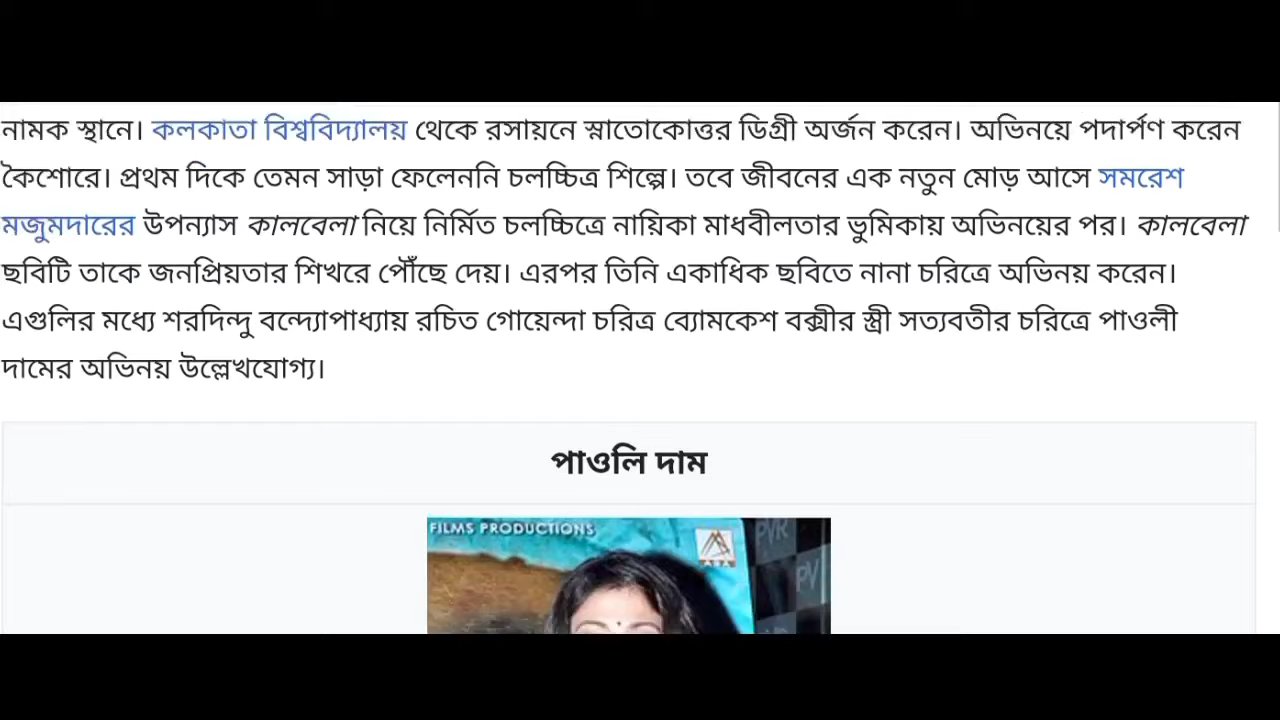 নামক স্থানে। কলকাতা বিশ্ববিদ্যালয় থেকে রসায়নে স্নাতোকোত্তর ডিগ্রী অর্জন করেন। অভিনয়ে পদার্পণ করেন
কৈশোরে। প্রথম দিকে তেমন সাড়া ফেলেননি চলচ্চিত্র শিল্পে। তবে জীবনের এক নতুন মোড় আসে সমরেশ
মজুমদারের উপন্যাস কালবেলা নিয়ে নির্মিত চলচ্চিত্রে নায়িকা মাধবীলতার ভুমিকায় অভিনয়ের পর। কালবেলা
ছবিটি তাকে জনপ্রিয়তার শিখরে পৌঁছে দেয়। এরপর তিনি একাধিক ছবিতে নানা চরিত্রে অভিনয় করেন।
এগুলির মধ্যে শরদিন্দু বন্দ্যোপাধ্যায় রচিত গোয়েন্দা চরিত্র ব্যোমকেশ বক্সীর স্ত্রী সত্যবতীর চরিত্রে পাওলী
দামের অভিনয় উল্লেখযোগ্য।
পাওলি দাম
FILMS PRODUCTIONS
PVR
PV